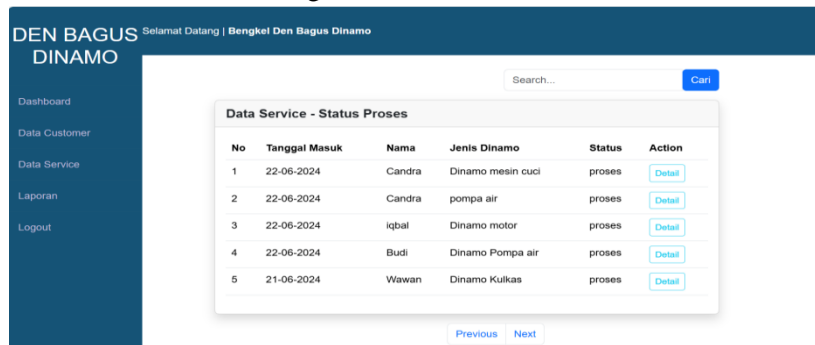 DEN BAGUS
DINAMO
Selamat Datang | Bengkel Den Bagus Dinamo
Dashboard
Data Customer
Data Service
Laporan
Logout
Search...
Cari
Data Service - Status Proses
No Tanggal Masuk Nama Jenis Dinamo Status Action
1 22-06-2024 Candra Dinamo mesin cuci proses Detail
2 22-06-2024 Candra pompa air proses Detail
3 22-06-2024 iqbal Dinamo motor proses Detail
4 22-06-2024 Budi Dinamo Pompa air proses Detail
5 21-06-2024 Wawan Dinamo Kulkas proses Detail
Previous Next